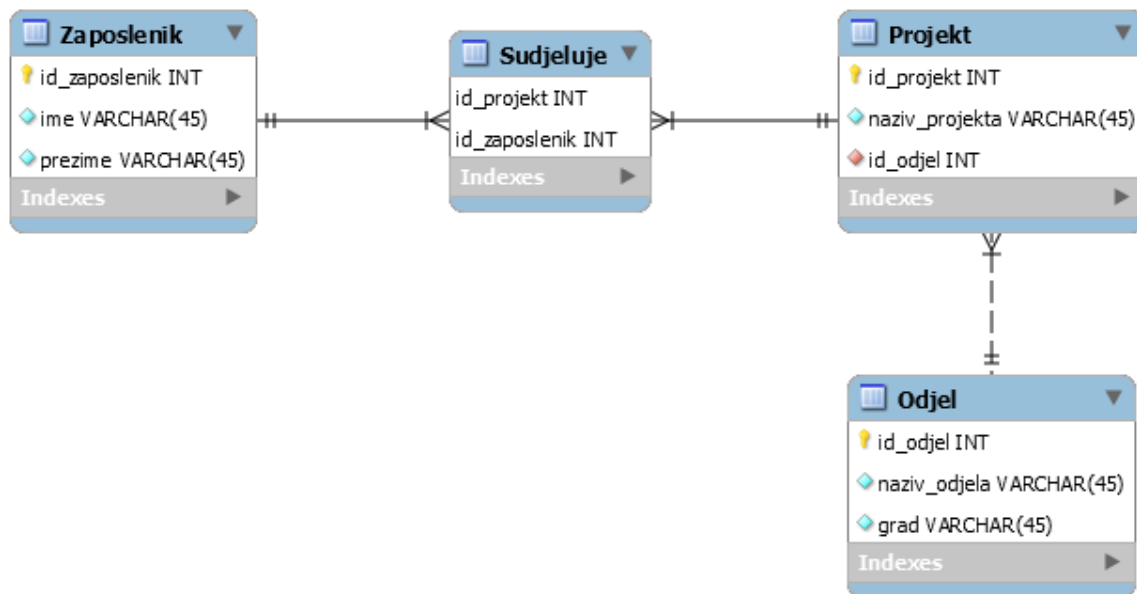 Zaposlenik
id_zaposlenik INT
ime VARCHAR(45)
prezime VARCHAR(45)
Indexes
Sudjeluje
id_projekt INT
id_zaposlenik INT
Indexes
Projekt
id_projekt INT
naziv_projekta VARCHAR(45)
id_odjel INT
Indexes
Odjel
id_odjel INT
naziv_odjela VARCHAR(45)
grad VARCHAR(45)
Indexes